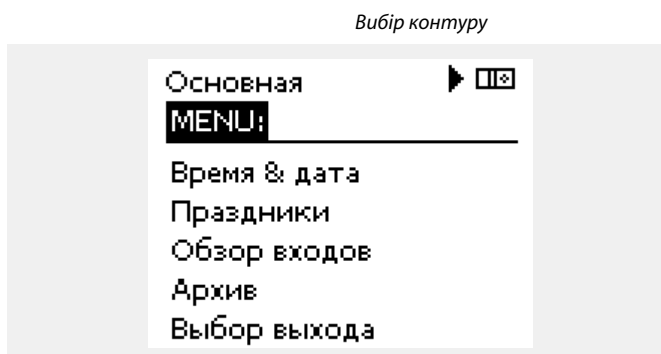 Вибір контуру
Основная
MENU:
Время & дата
Праздники
Обзор входов
Архив
Выбор выхода